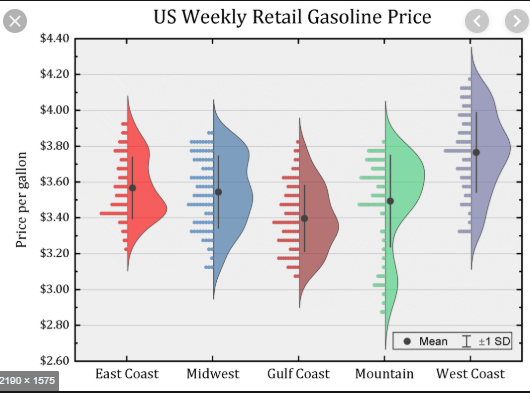 US Weekly Retail Gasoline Price
$4.40
$4.20
$4.00
$3.80
$3.60
$3.40
$3.20
$3.00
$2.80
$2.60
Price per gallon
Mean ±1 SD
East Coast Midwest Gulf Coast Mountain West Coast
2190 × 1575